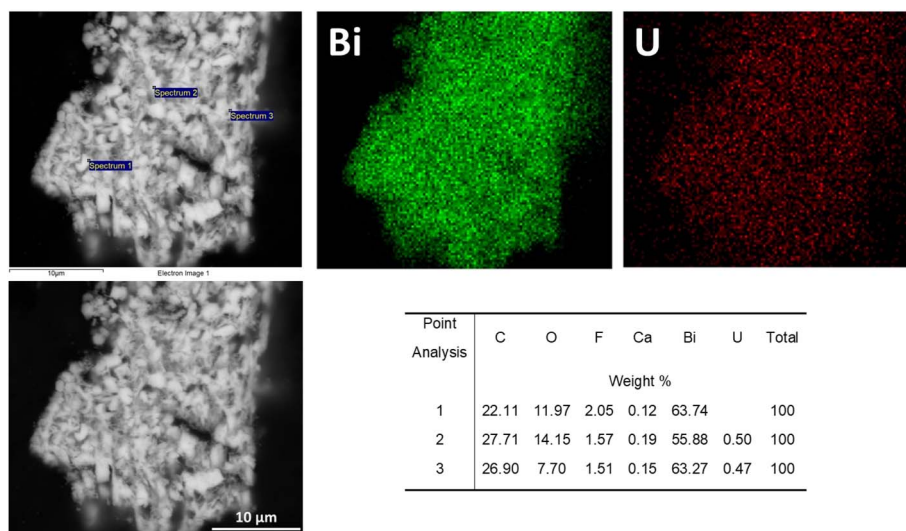 Bi
U
Spectrum 2
Spectrum 3
Spectrum 1
10µm Electron Image 1
10 µm
Point Analysis C O F Ca Bi U Total
Weight %
1 22.11 11.97 2.05 0.12 63.74 100
2 27.71 14.15 1.57 0.19 55.88 0.50 100
3 26.90 7.70 1.51 0.15 63.27 0.47 100